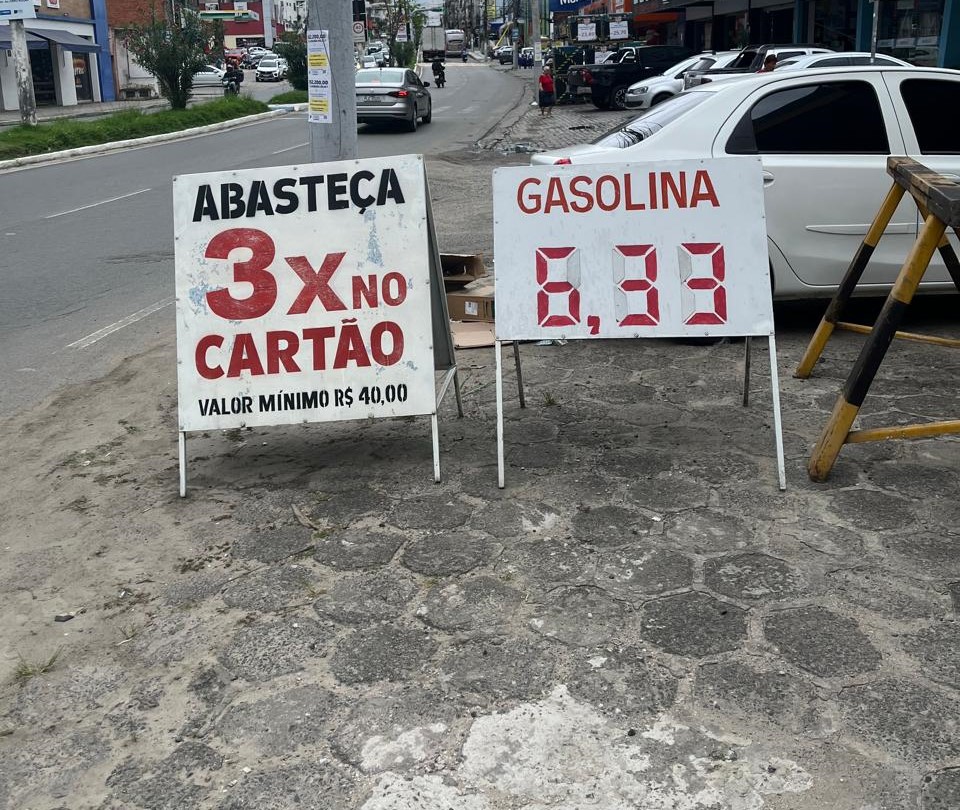 ABASTEÇA
3x NO
CARTÃO
VALOR MÍNIMO R$ 40,00
GASOLINA
6,33